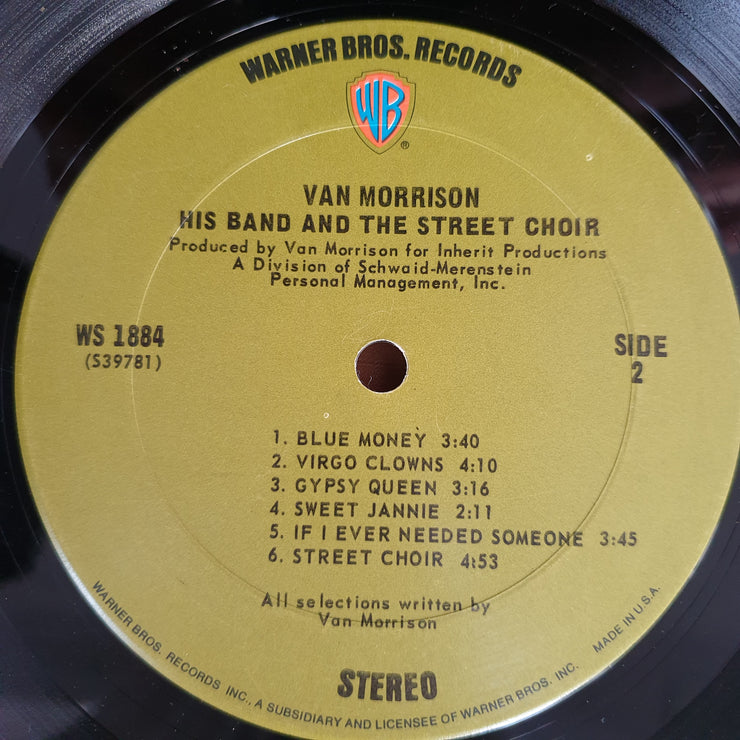 WARNER BROS. RECORDS
WB
®
VAN MORRISON
HIS BAND AND THE STREET CHOIR
Produced by Van Morrison for Inherit Productions
A Division of Schwaid-Merenstein
Personal Management, Inc.
WS 1884
(S39781)
SIDE
2
1. BLUE MONEY 3:40
2. VIRGO CLOWNS 4:10
3. GYPSY QUEEN 3:16
4. SWEET JANNIE 2:11
5. IF I EVER NEEDED SOMEONE 3:45
6. STREET CHOIR 4:53
All selections written by
Van Morrison
STEREO
WARNER BROS. RECORDS INC., A SUBSIDIARY AND LICENSEE OF WARNER BROS. INC. MADE IN U.S.A.